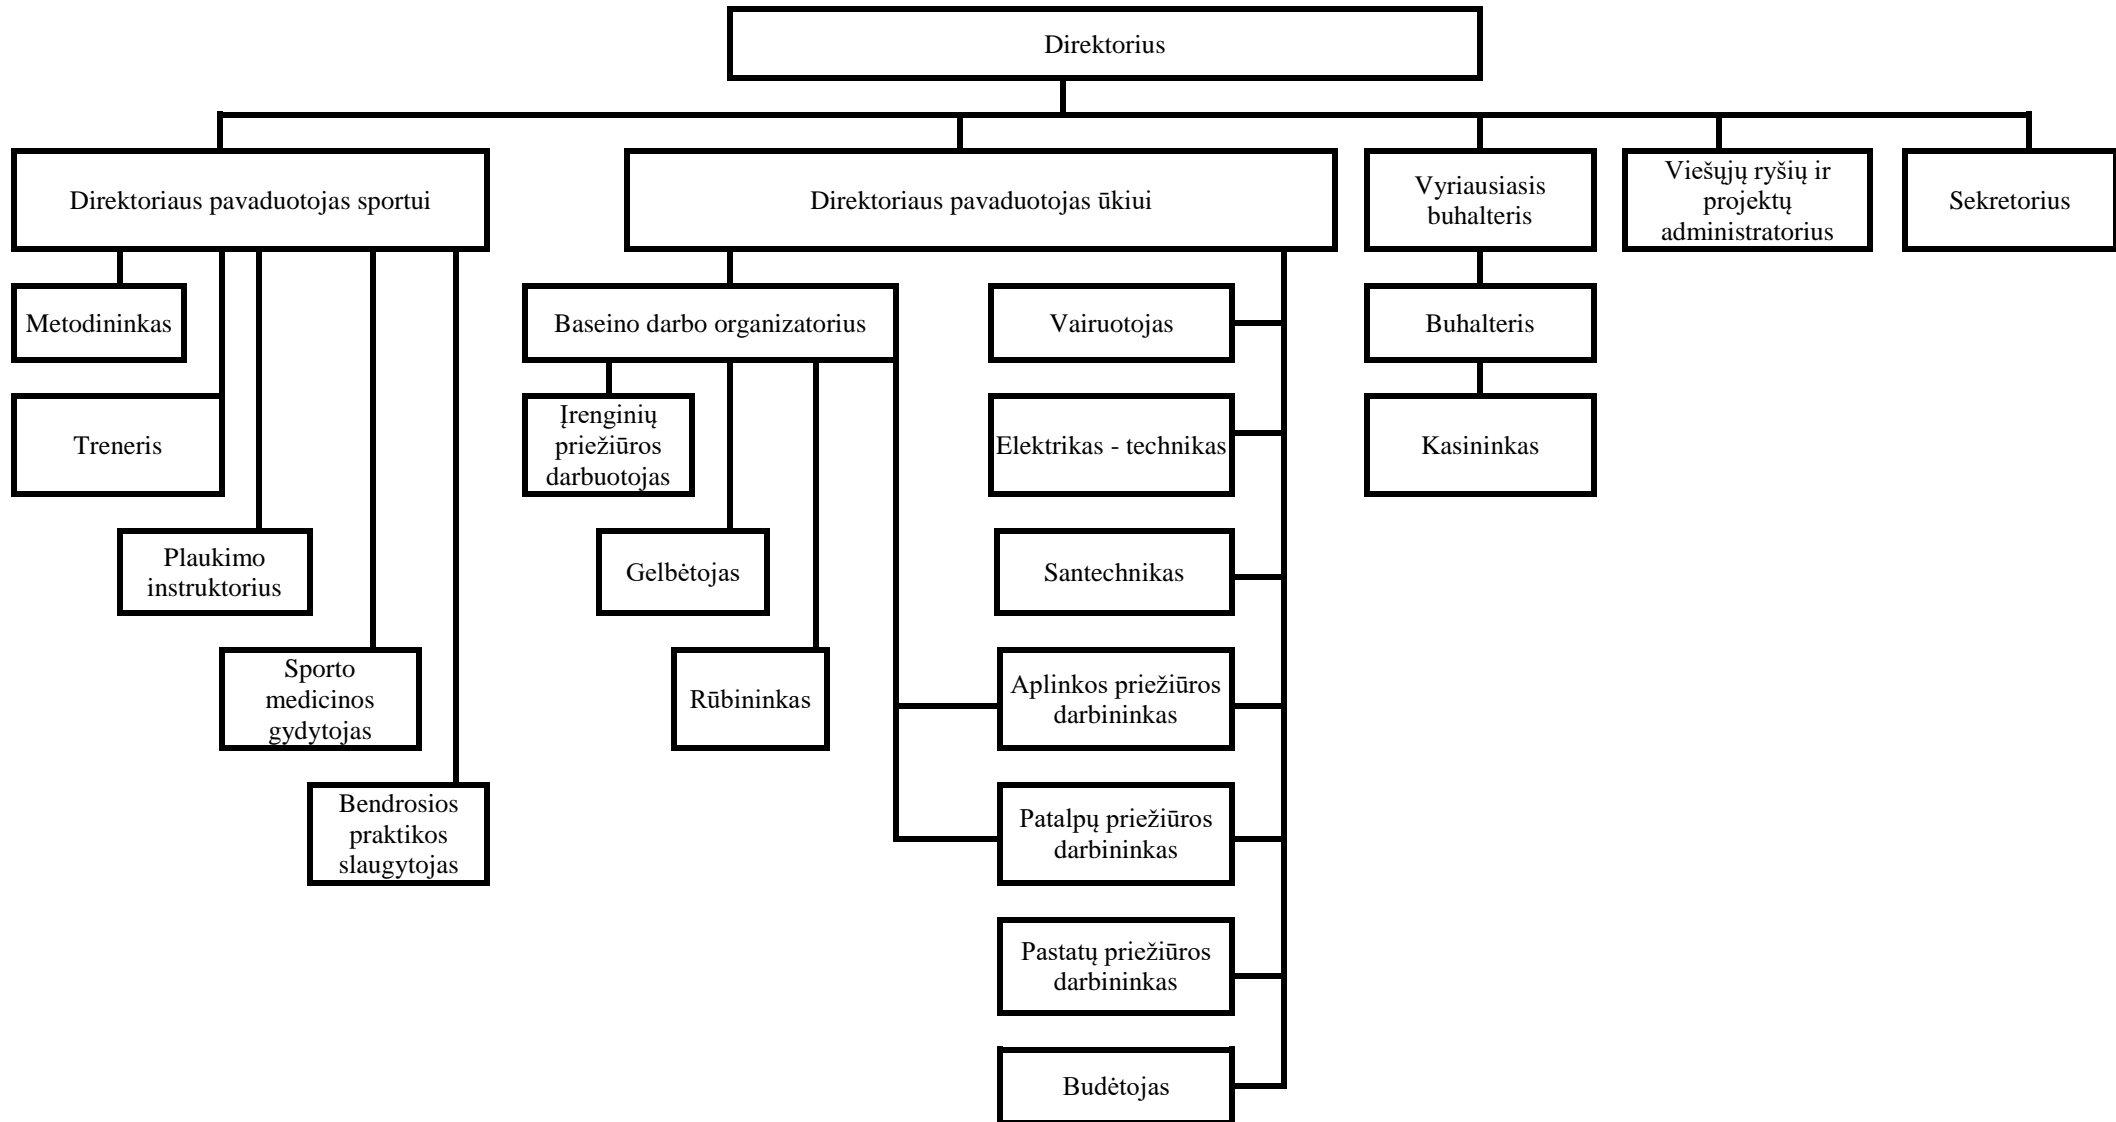 Direktorius
Direktoriaus pavaduotojas sportui
Direktoriaus pavaduotojas ūkiui
Vyriausiasis
buhalteris
Viešųjų ryšių ir
projektų
administratorius
Sekretorius
Metodininkas
Baseino darbo organizatorius
Vairuotojas
Buhalteris
Treneris
Įrenginių
priežiūros
darbuotojas
Elektrikas - technikas
Kasininkas
Plaukimo
instruktorius
Gelbėtojas
Santechnikas
Sporto
medicinos
gydytojas
Rūbininkas
Aplinkos priežiūros
darbininkas
Bendrosios
praktikos
slaugytojas
Patalpų priežiūros
darbininkas
Pastatų priežiūros
darbininkas
Budėtojas